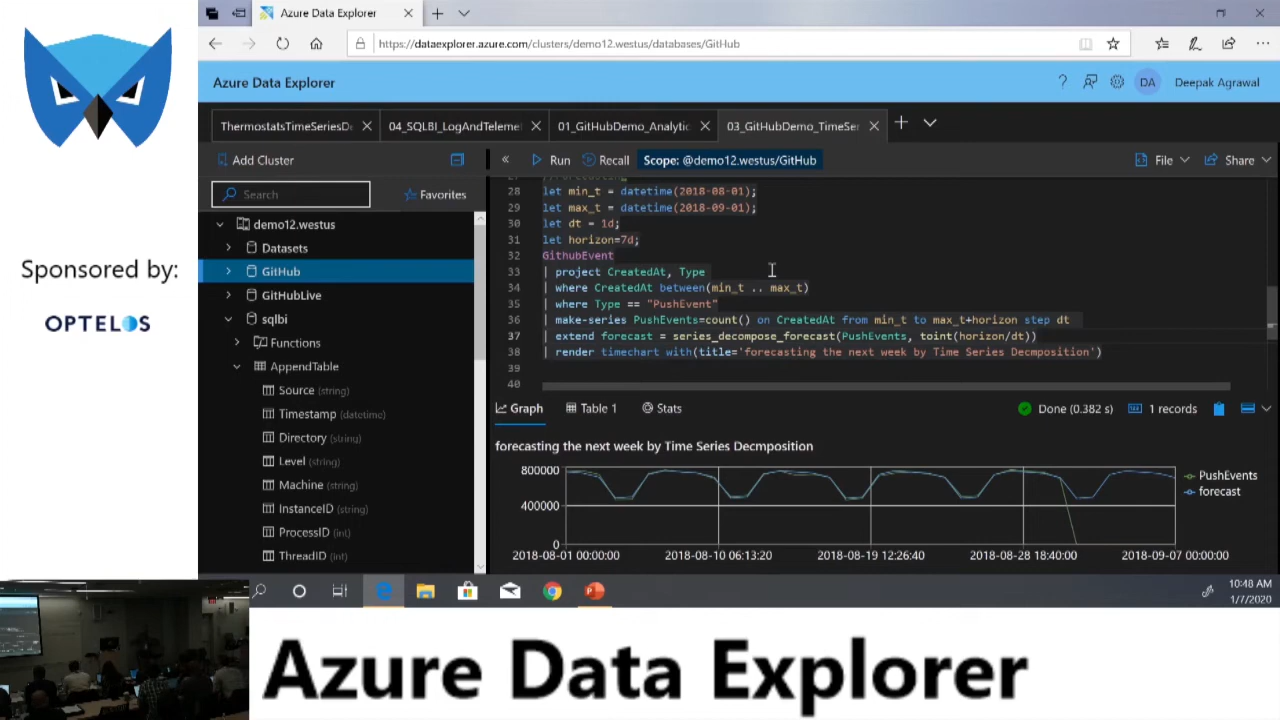 Azure Data Explorer
https://dataexplorer.azure.com/clusters/demo12.westus/databases/GitHub
Azure Data Explorer
? DA Deepak Agrawal
ThermostatsTimeSeriesD
04_SQLBI_LogAndTeleme
01_GitHubDemo_Analytic
03_GitHubDemo_TimeSer
Add Cluster
Run Recall Scope: @demo12.westus/GitHub File Share
Search
Favorites
demo12.westus
Datasets
GitHub
GitHubLive
sqlbi
Functions
AppendTable
Source (string)
Timestamp (datetime)
Directory (string)
Level (string)
Machine (string)
InstanceID (string)
ProcessID (int)
ThreadID (int)
28 let min_t = datetime(2018-08-01);
29 let max_t = datetime(2018-09-01);
30 let dt = 1d;
31 let horizon=7d;
32 GithubEvent
33 | project CreatedAt, Type
34 | where CreatedAt between(min_t .. max_t)
35 | where Type == "PushEvent"
36 | make-series PushEvents=count() on CreatedAt from min_t to max_t+horizon step dt
37 | extend forecast = series_decompose_forecast(PushEvents, toint(horizon/dt))
38 | render timechart with(title='forecasting the next week by Time Series Decmposition')
39
40
Graph Table 1 Stats Done (0.382 s) 1 records
forecasting the next week by Time Series Decmposition
800000
400000
0
2018-08-01 00:00:00 2018-08-10 06:13:20 2018-08-19 12:26:40 2018-08-28 18:40:00 2018-09-07 00:00:00
PushEvents
forecast
10:48 AM
1/7/2020
Sponsored by:
OPTELOS
Azure Data Explorer